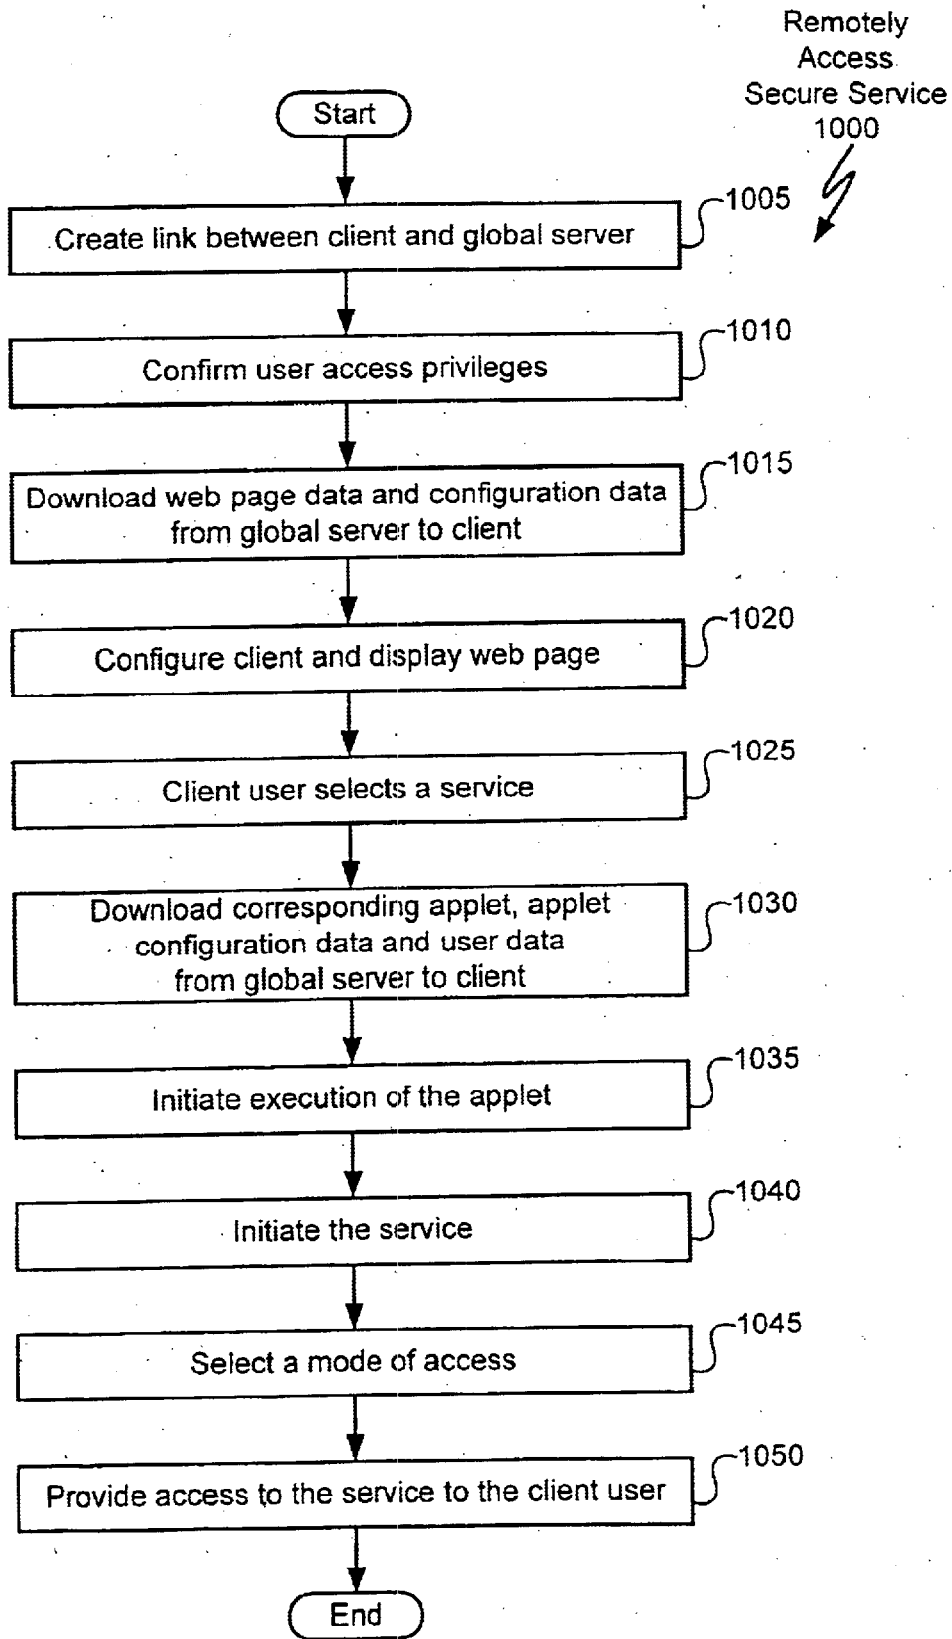 Remotely
Access
Secure Service
1000
Start
Create link between client and global server
1005
Confirm user access privileges
1010
Download web page data and configuration data
from global server to client
1015
Configure client and display web page
1020
Client user selects a service
1025
Download corresponding applet, applet
configuration data and user data
from global server to client
1030
Initiate execution of the applet
1035
Initiate the service
1040
Select a mode of access
1045
Provide access to the service to the client user
1050
End